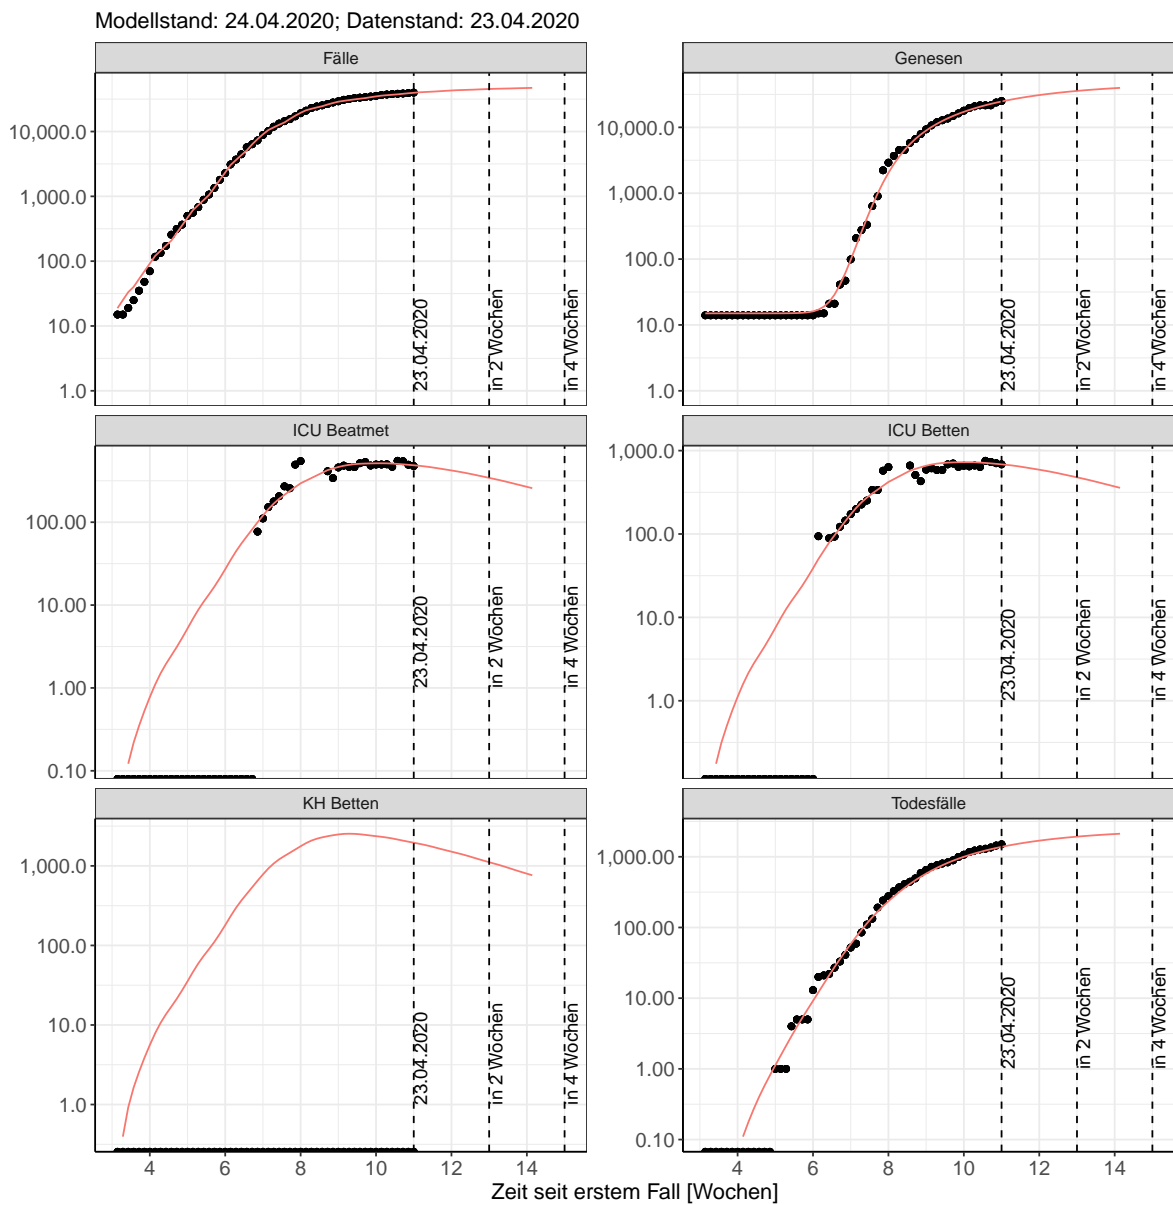 Modellstand: 24.04.2020; Datenstand: 23.04.2020
Fälle
10,000.0
1,000.0
100.0
10.0
1.0
23.04.2020
in 2 Wochen
in 4 Wochen
Genesen
10,000.0
1,000.0
100.0
10.0
1.0
23.04.2020
in 2 Wochen
in 4 Wochen
ICU Beatmet
100.00
10.00
1.00
0.10
23.04.2020
in 2 Wochen
in 4 Wochen
ICU Betten
1,000.0
100.0
10.0
1.0
23.04.2020
in 2 Wochen
in 4 Wochen
KH Betten
1,000.0
100.0
10.0
1.0
23.04.2020
in 2 Wochen
in 4 Wochen
4 6 8 10 12 14
Todesfälle
1,000.00
100.00
10.00
1.00
0.10
23.04.2020
in 2 Wochen
in 4 Wochen
4 6 8 10 12 14
Zeit seit erstem Fall [Wochen]